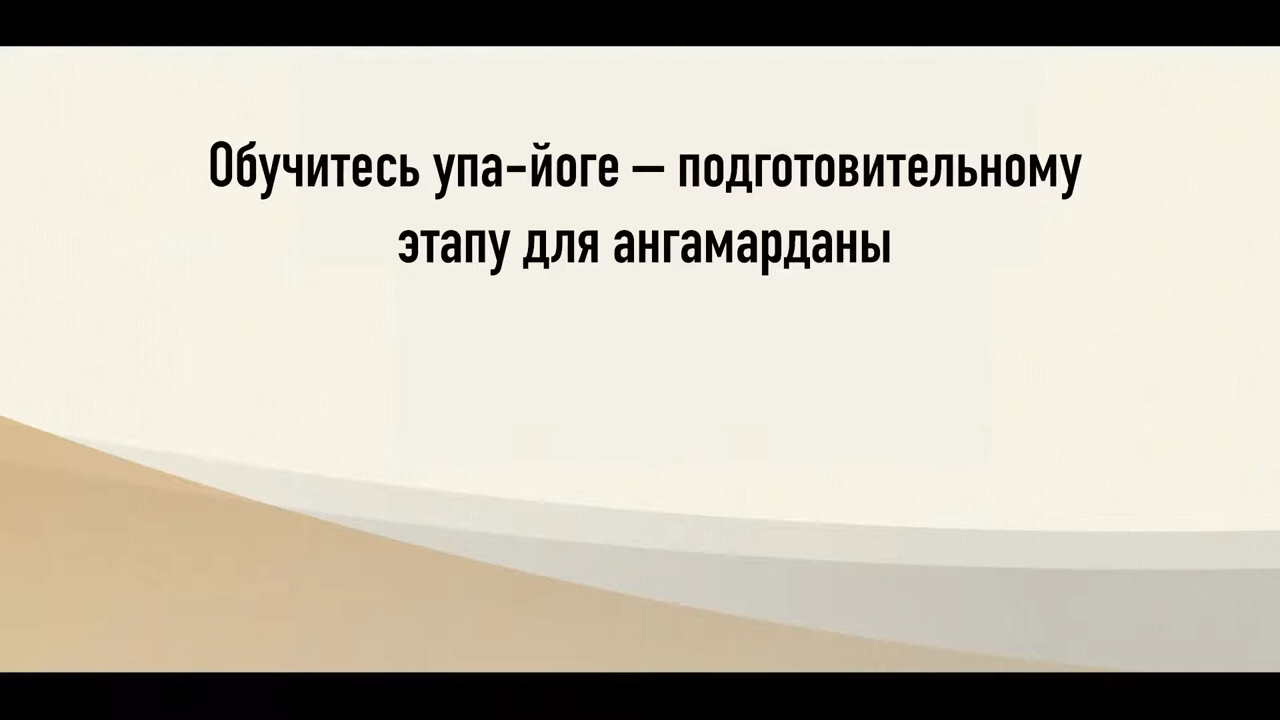 Обучитесь упа-йоге – подготовительному
этапу для ангамарданы